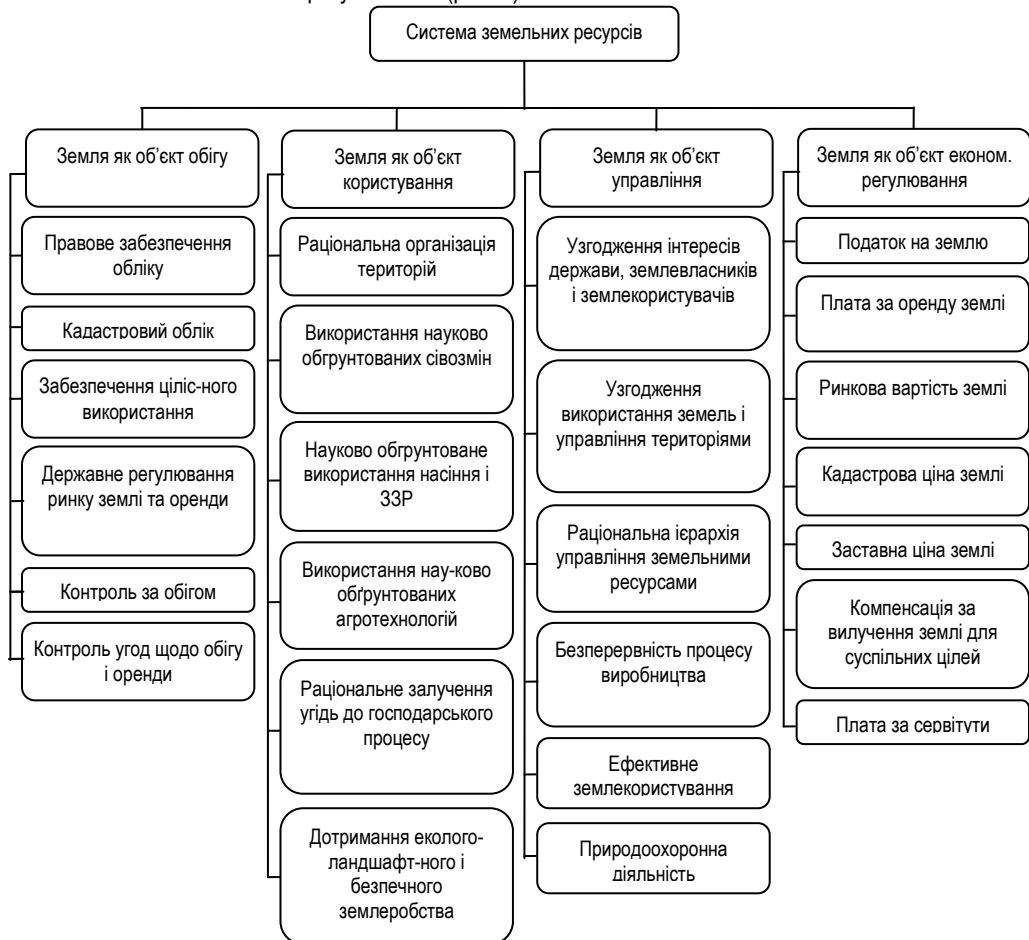 Система земельних ресурсів
Земля як об’єкт обігу
Правове забезпечення
обліку
Кадастровий облік
Забезпечення ціліс-ного
використання
Державне регулювання
ринку землі та оренди
Контроль за обігом
Контроль угод щодо обігу
і оренди
Земля як об’єкт
користування
Раціональна організація
територій
Використання науково
обгрунтованих сівозмін
Науково обгрунтоване
використання насіння і
ЗЗР
Використання нау-ково
обґрунтованих
агротехнологій
Раціональне залучення
угідь до господарського
процесу
Дотримання еколого-
ландшафт-ного і
безпечного
землеробства
Земля як об’єкт
управління
Узгодження інтересів
держави, землевласників
і землекористувачів
Узгодження
використання земель і
управління територіями
Раціональна ієрархія
управління земельними
ресурсами
Безперервність процесу
виробництва
Ефективне
землекористування
Природоохоронна
діяльність
Земля як об’єкт економ.
регулювання
Податок на землю
Плата за оренду землі
Ринкова вартість землі
Кадастрова ціна землі
Заставна ціна землі
Компенсація за
вилучення землі для
суспільних цілей
Плата за сервітути